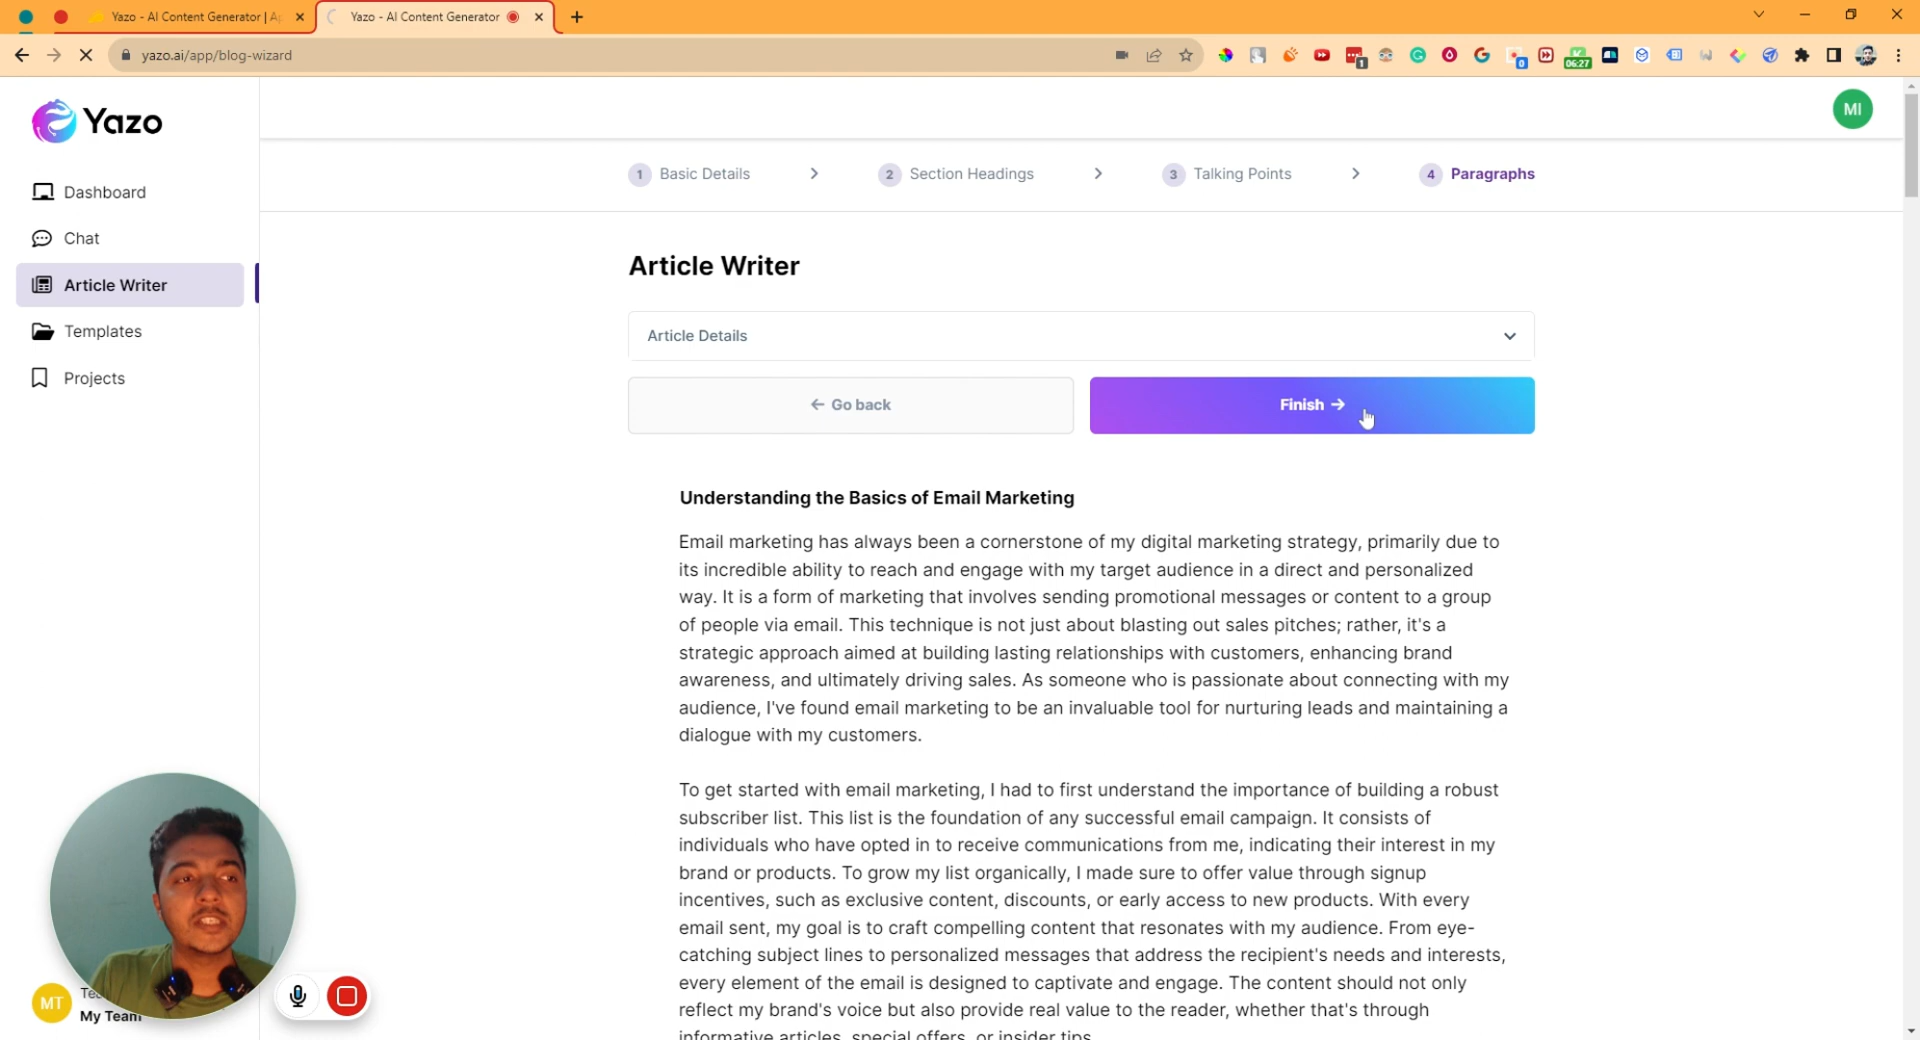 Yazo - AI Content Generator | Ap
Yazo - AI Content Generator
yazo.ai/app/blog-wizard
1
0
06:27
Yazo
MI
Dashboard
Chat
Article Writer
Templates
Projects
1 Basic Details
2 Section Headings
3 Talking Points
4 Paragraphs
Article Writer
Article Details
Go back
Finish
Understanding the Basics of Email Marketing
Email marketing has always been a cornerstone of my digital marketing strategy, primarily due to
its incredible ability to reach and engage with my target audience in a direct and personalized
way. It is a form of marketing that involves sending promotional messages or content to a group
of people via email. This technique is not just about blasting out sales pitches; rather, it's a
strategic approach aimed at building lasting relationships with customers, enhancing brand
awareness, and ultimately driving sales. As someone who is passionate about connecting with my
audience, I've found email marketing to be an invaluable tool for nurturing leads and maintaining a
dialogue with my customers.
To get started with email marketing, I had to first understand the importance of building a robust
subscriber list. This list is the foundation of any successful email campaign. It consists of
individuals who have opted in to receive communications from me, indicating their interest in my
brand or products. To grow my list organically, I made sure to offer value through signup
incentives, such as exclusive content, discounts, or early access to new products. With every
email sent, my goal is to craft compelling content that resonates with my audience. From eye-
catching subject lines to personalized messages that address the recipient's needs and interests,
every element of the email is designed to captivate and engage. The content should not only
reflect my brand's voice but also provide real value to the reader, whether that's through
informative articles, special offers, or insider tips.
MT
My Team